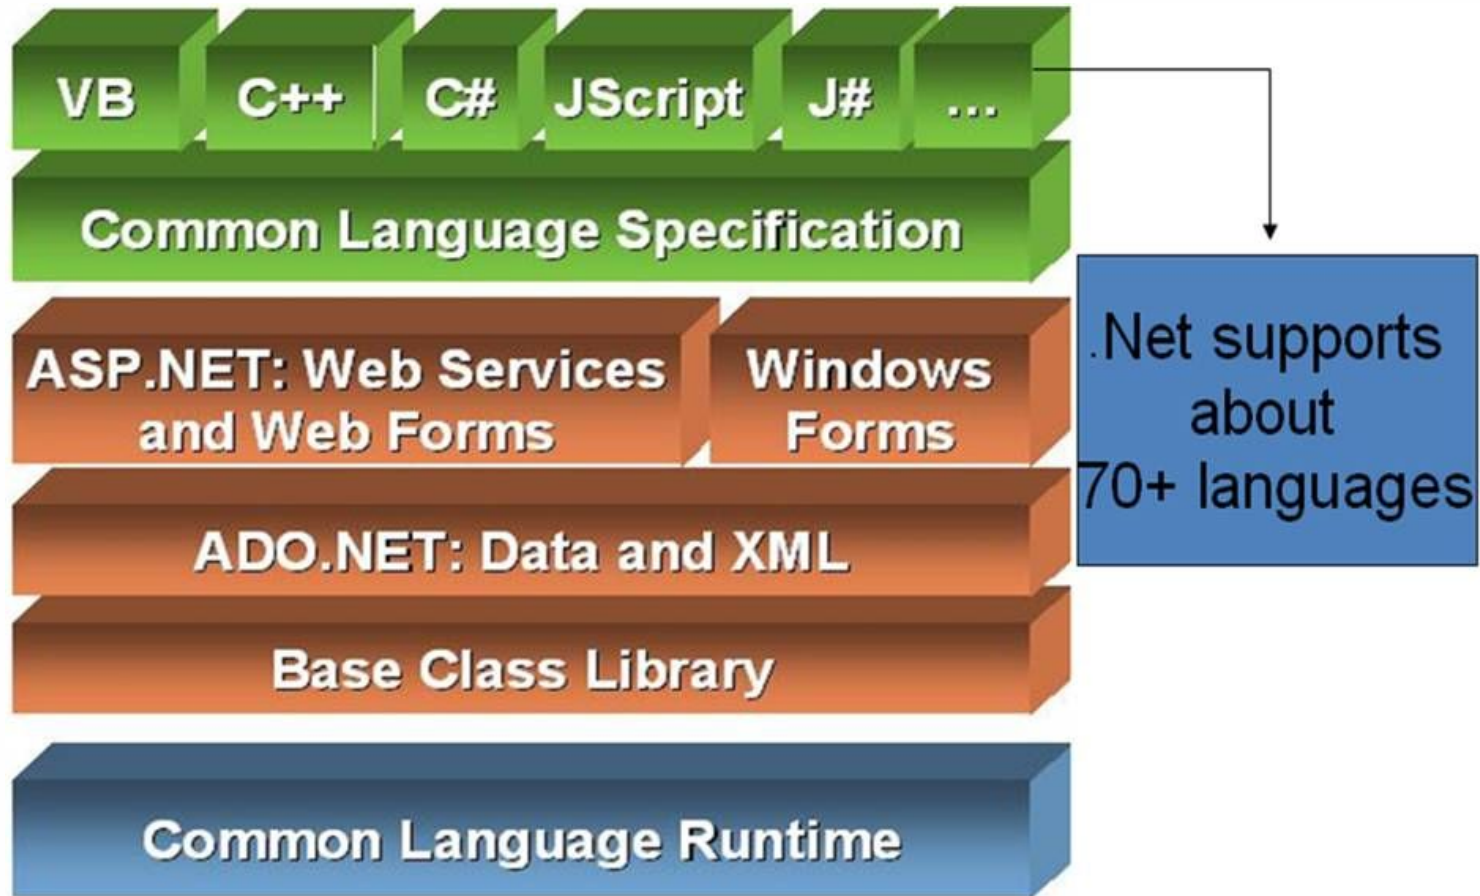 VB C++ C# JScript J# ...
Common Language Specification
ASP.NET: Web Services
and Web Forms
Windows
Forms
ADO.NET: Data and XML
Base Class Library
Common Language Runtime
.Net supports
about
70+ languages